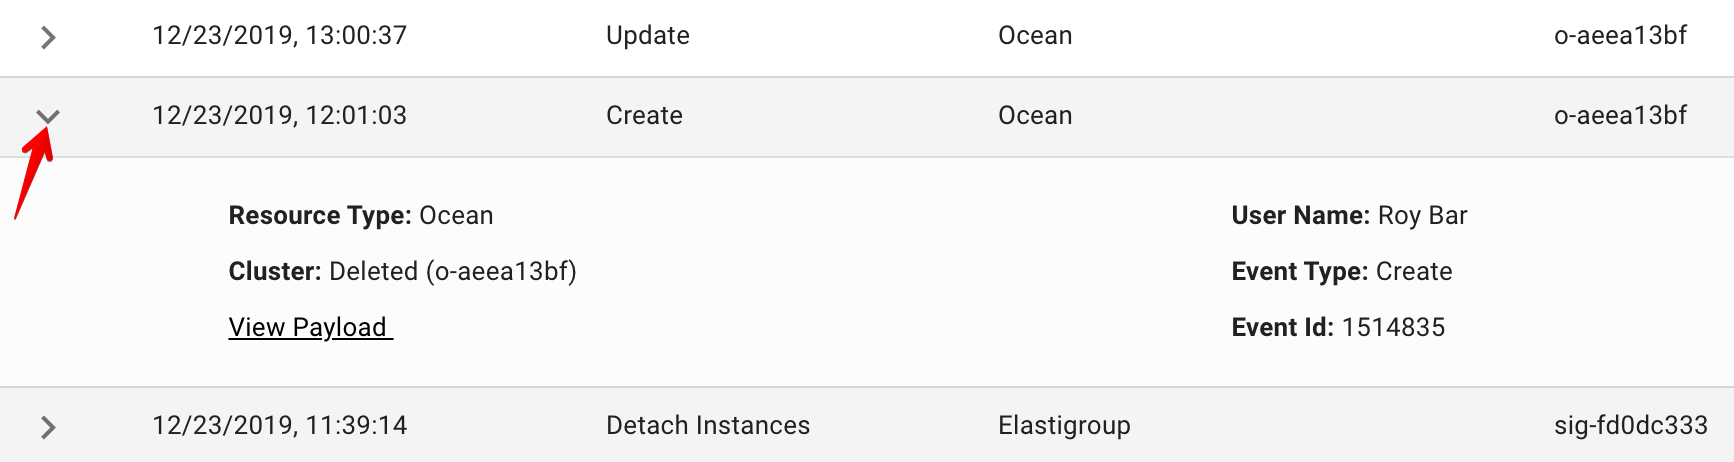 12/23/2019, 13:00:37 Update Ocean o-aeea13bf
12/23/2019, 12:01:03 Create Ocean o-aeea13bf
Resource Type: Ocean User Name: Roy Bar
Cluster: Deleted (o-aeea13bf) Event Type: Create
View Payload Event Id: 1514835
12/23/2019, 11:39:14 Detach Instances Elastigroup sig-fd0dc333